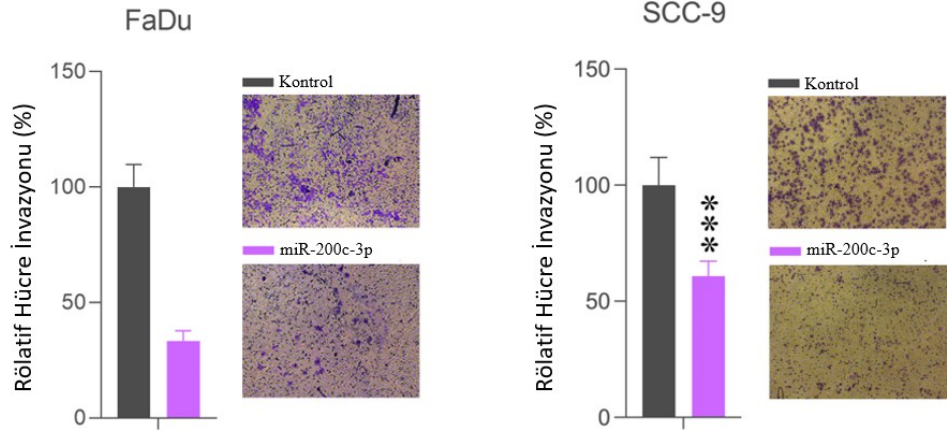 FaDu
Rölatif Hücre İnvazyonu (%)
150
100
50
0
Kontrol
miR-200c-3p
SCC-9
Rölatif Hücre İnvazyonu (%)
150
100
50
0
***
Kontrol
miR-200c-3p